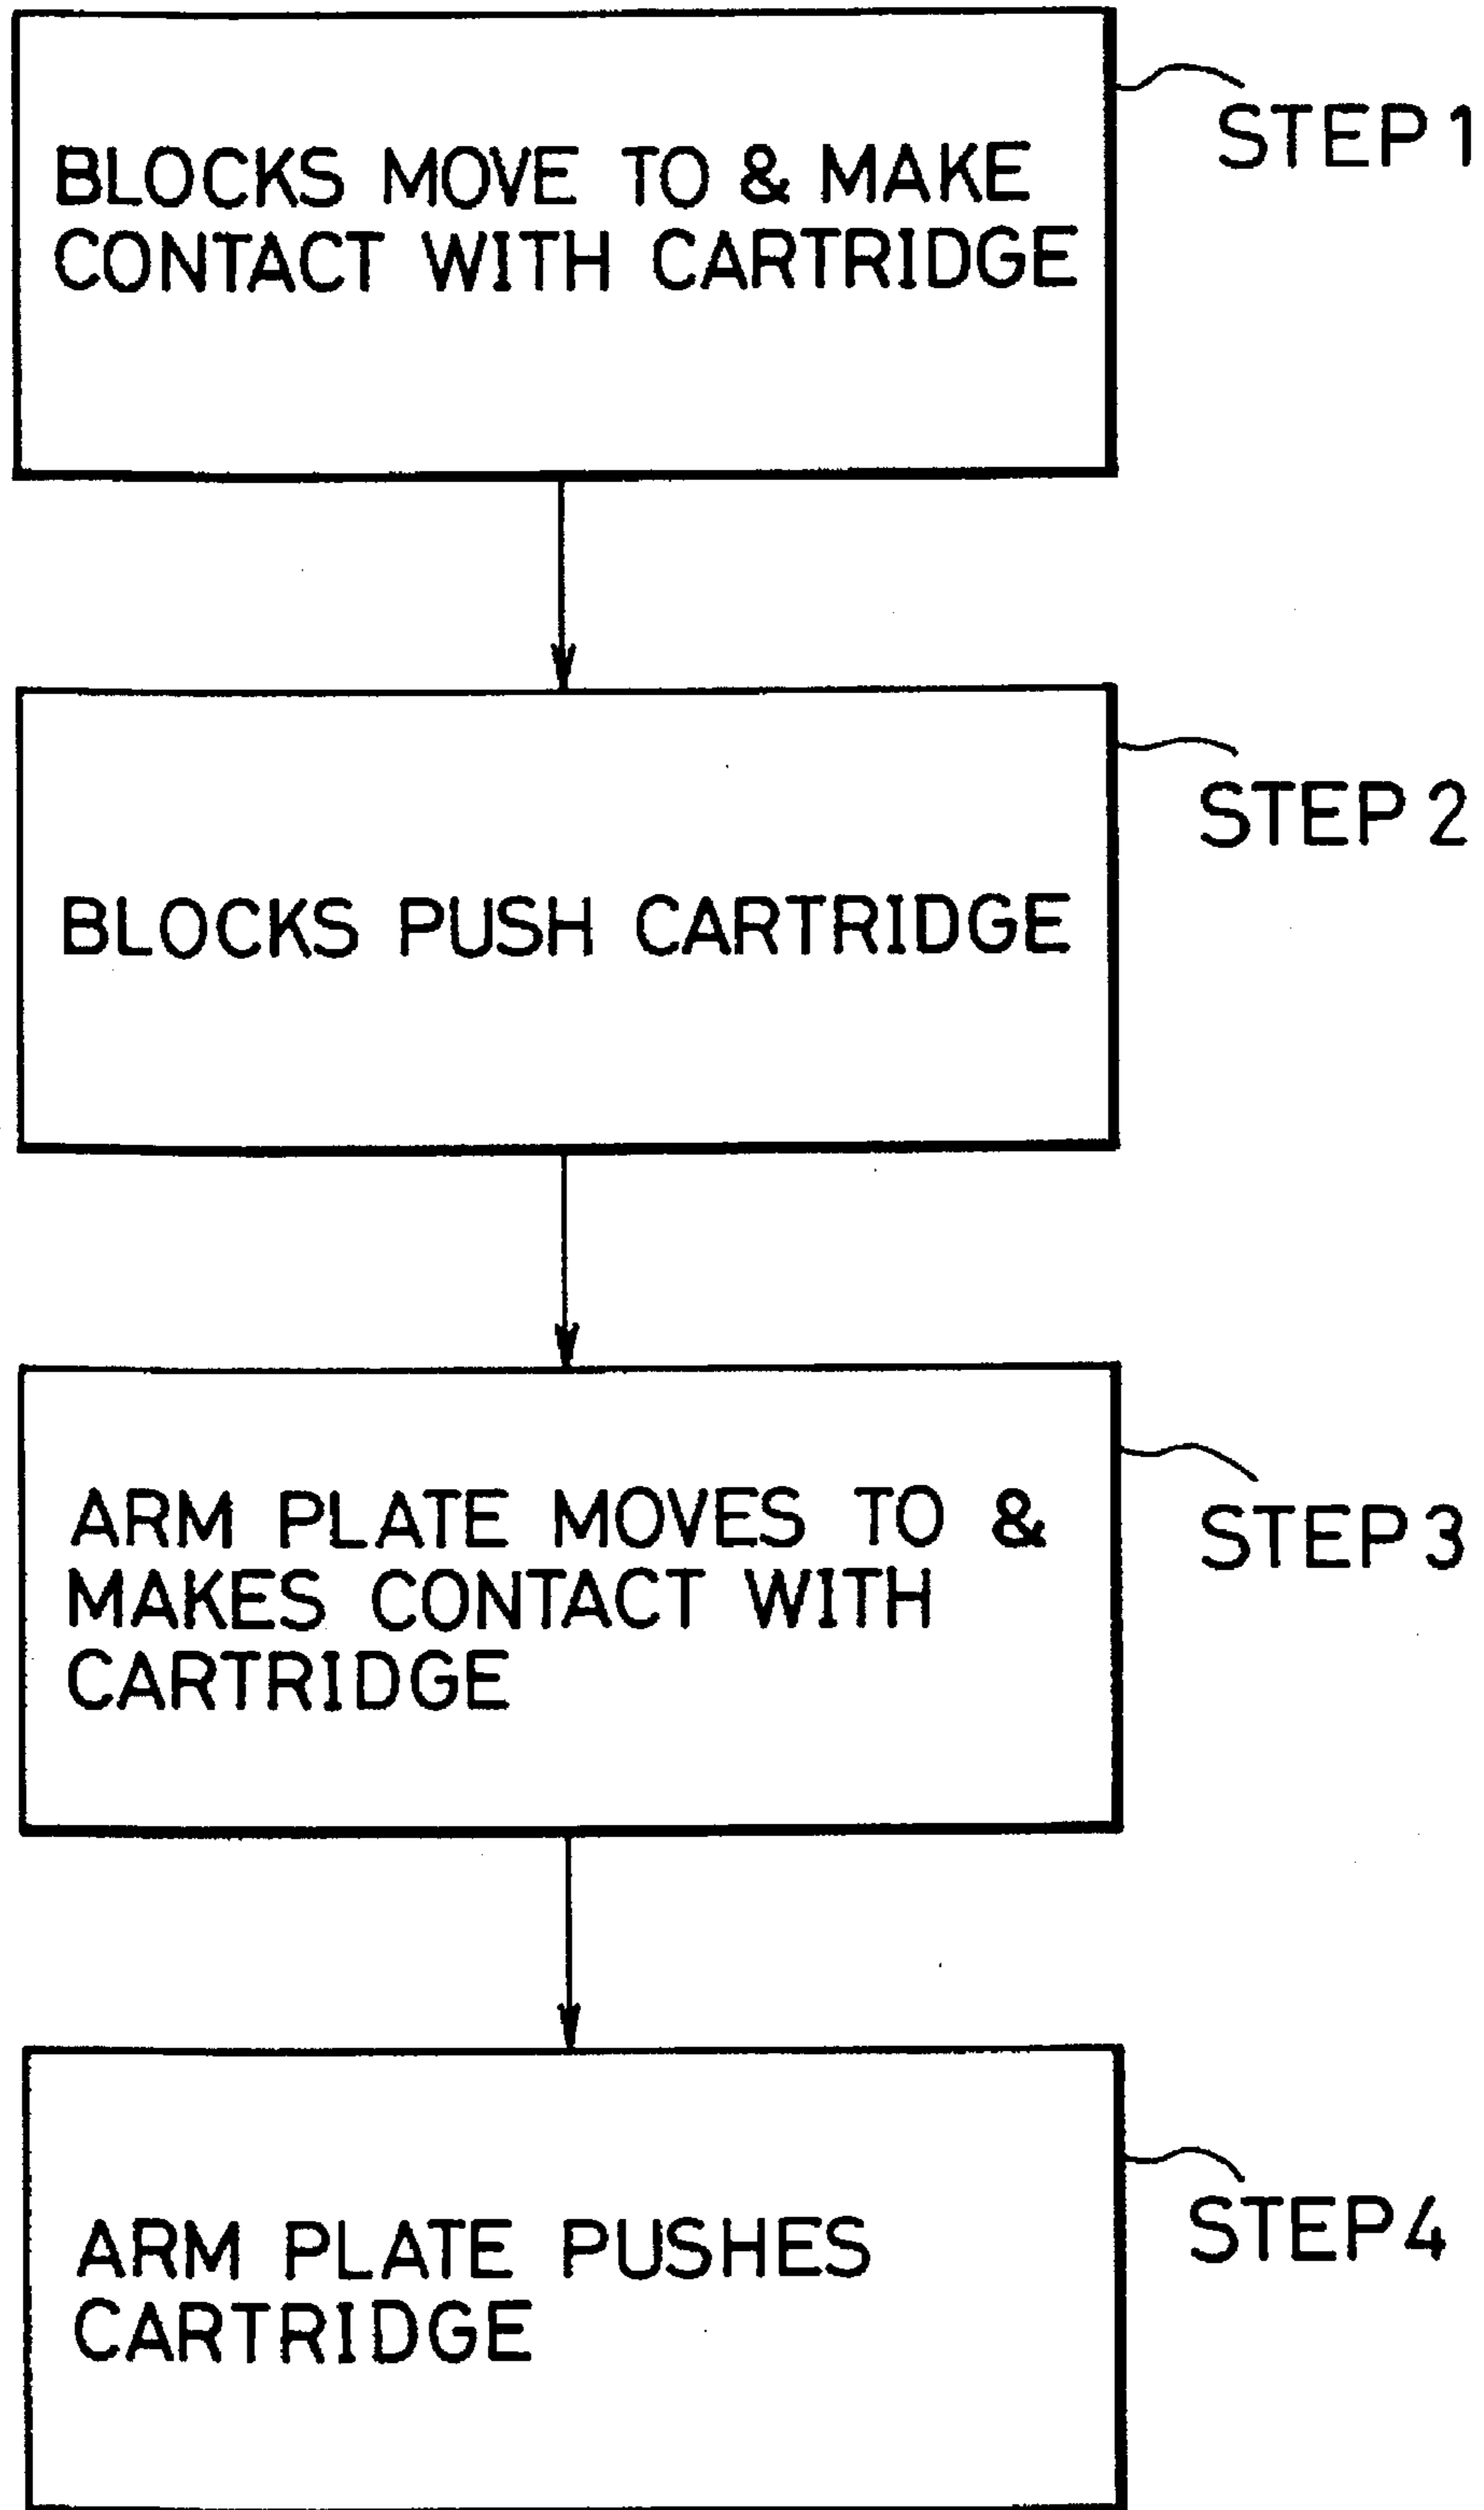 STEP 1
BLOCKS MOVE TO & MAKE
CONTACT WITH CARTRIDGE
STEP 2
BLOCKS PUSH CARTRIDGE
ARM PLATE MOVES TO &
STEP 3
MAKES CONTACT WITH
CARTRIDGE
STEP 4
ARM PLATE PUSHES
CARTRIDGE